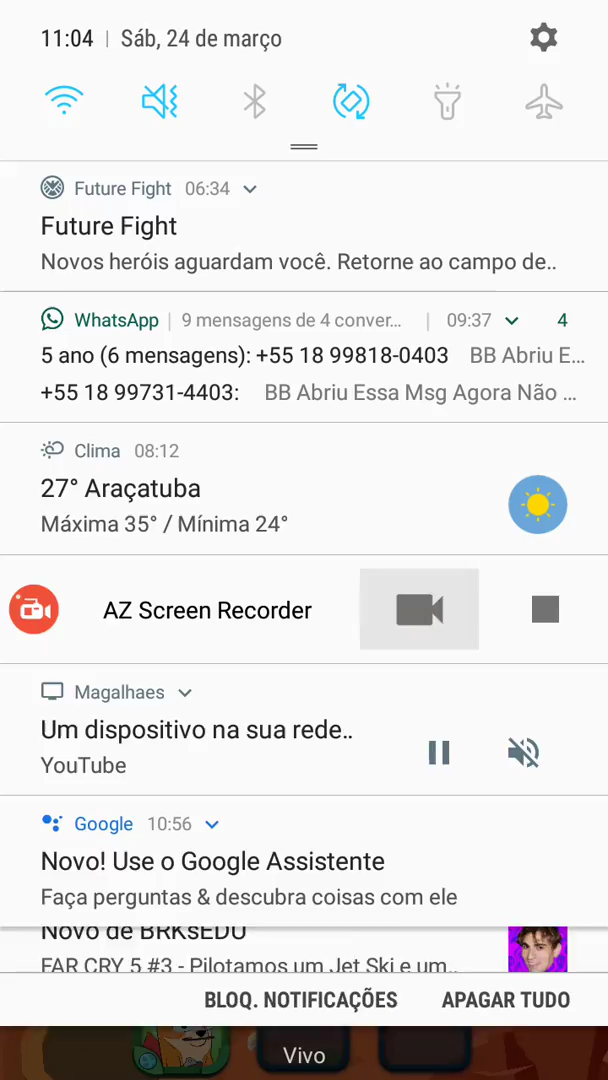 11:04 | Sáb, 24 de março
Future Fight 06:34
Future Fight
Novos heróis aguardam você. Retorne ao campo de..
WhatsApp | 9 mensagens de 4 conver... | 09:37 4
5 ano (6 mensagens): +55 18 99818-0403 BB Abriu E...
+55 18 99731-4403: BB Abriu Essa Msg Agora Não ...
Clima 08:12
27° Araçatuba
Máxima 35° / Mínima 24°
AZ Screen Recorder
Magalhaes
Um dispositivo na sua rede..
YouTube
Google 10:56
Novo! Use o Google Assistente
Faça perguntas & descubra coisas com ele
Novo de BRKsEDU
FAR CRY 5 #3 - Pilotamos um Jet Ski e um..
BLOQ. NOTIFICAÇÕES APAGAR TUDO
Vivo